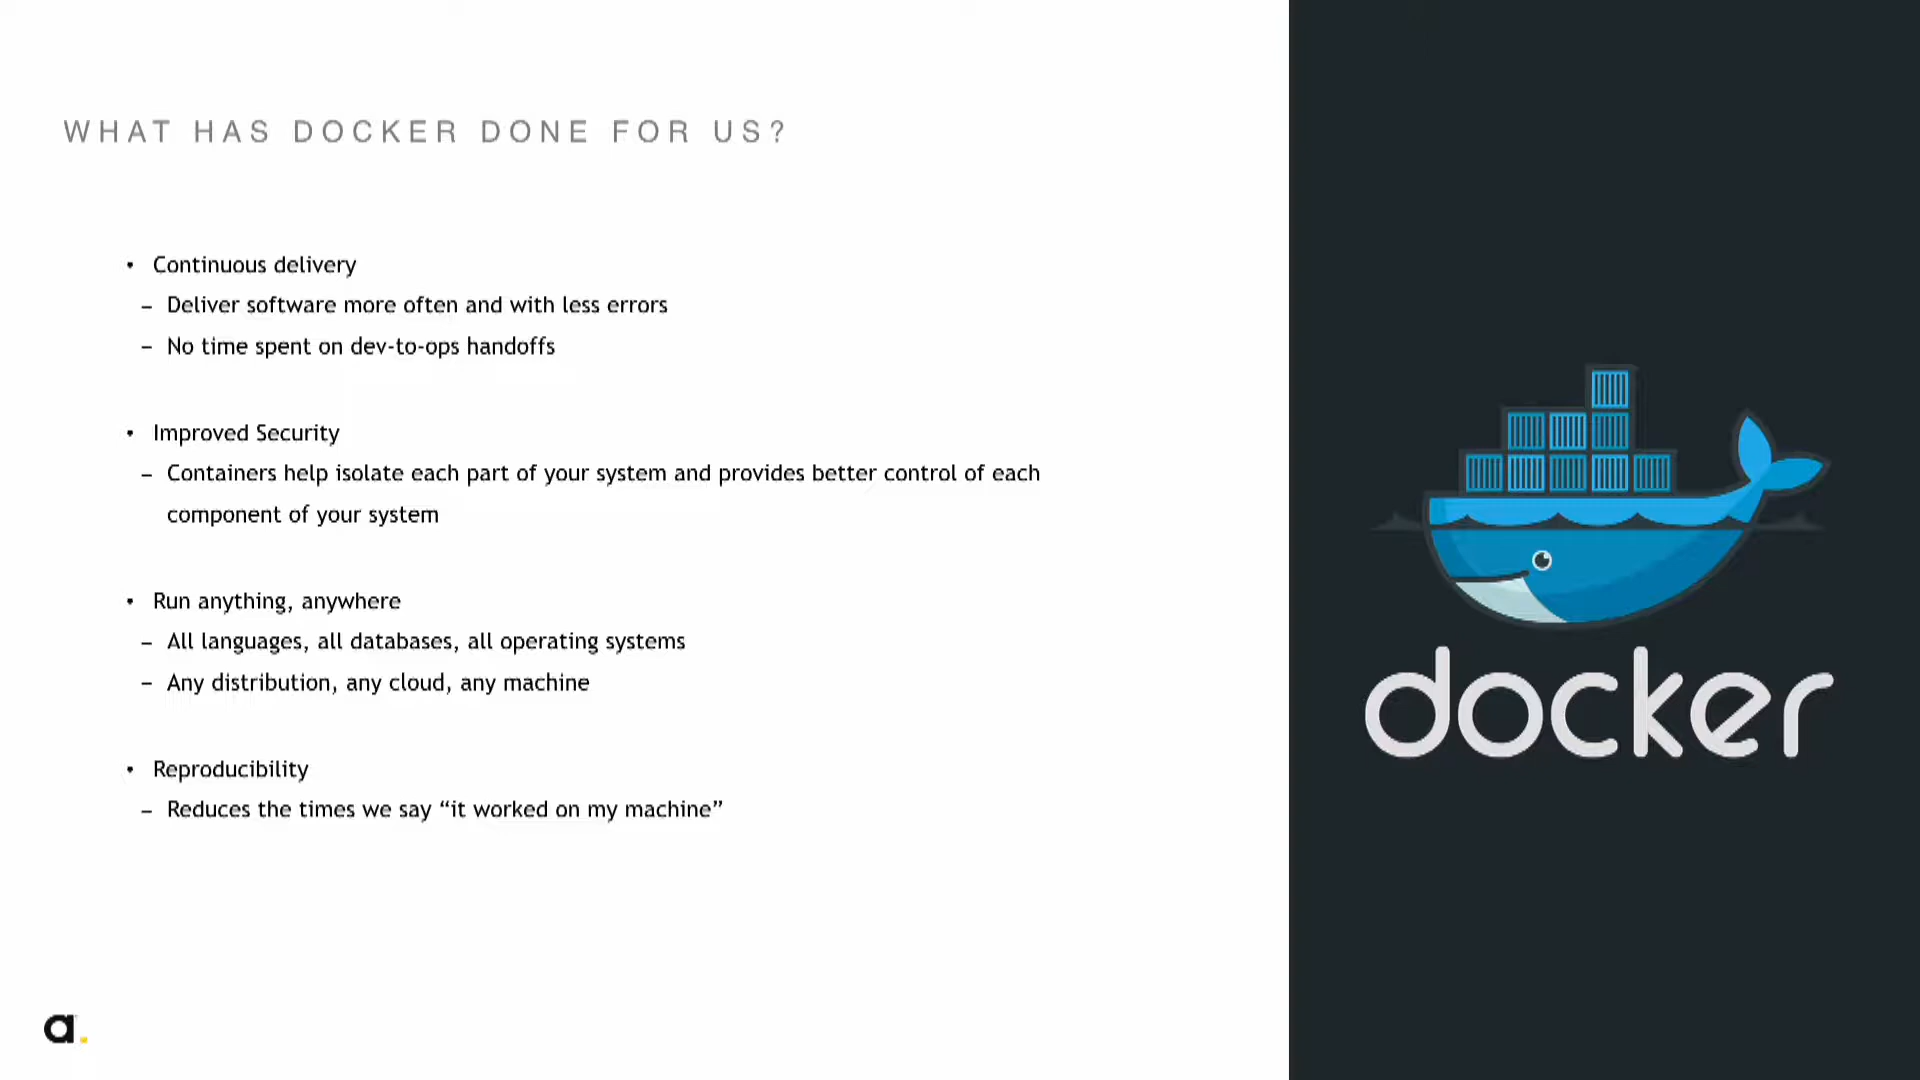 WHAT HAS DOCKER DONE FOR US?
• Continuous delivery
– Deliver software more often and with less errors
– No time spent on dev-to-ops handoffs
• Improved Security
– Containers help isolate each part of your system and provides better control of each
component of your system
• Run anything, anywhere
– All languages, all databases, all operating systems
– Any distribution, any cloud, any machine
• Reproducibility
– Reduces the times we say “it worked on my machine”
docker
a.